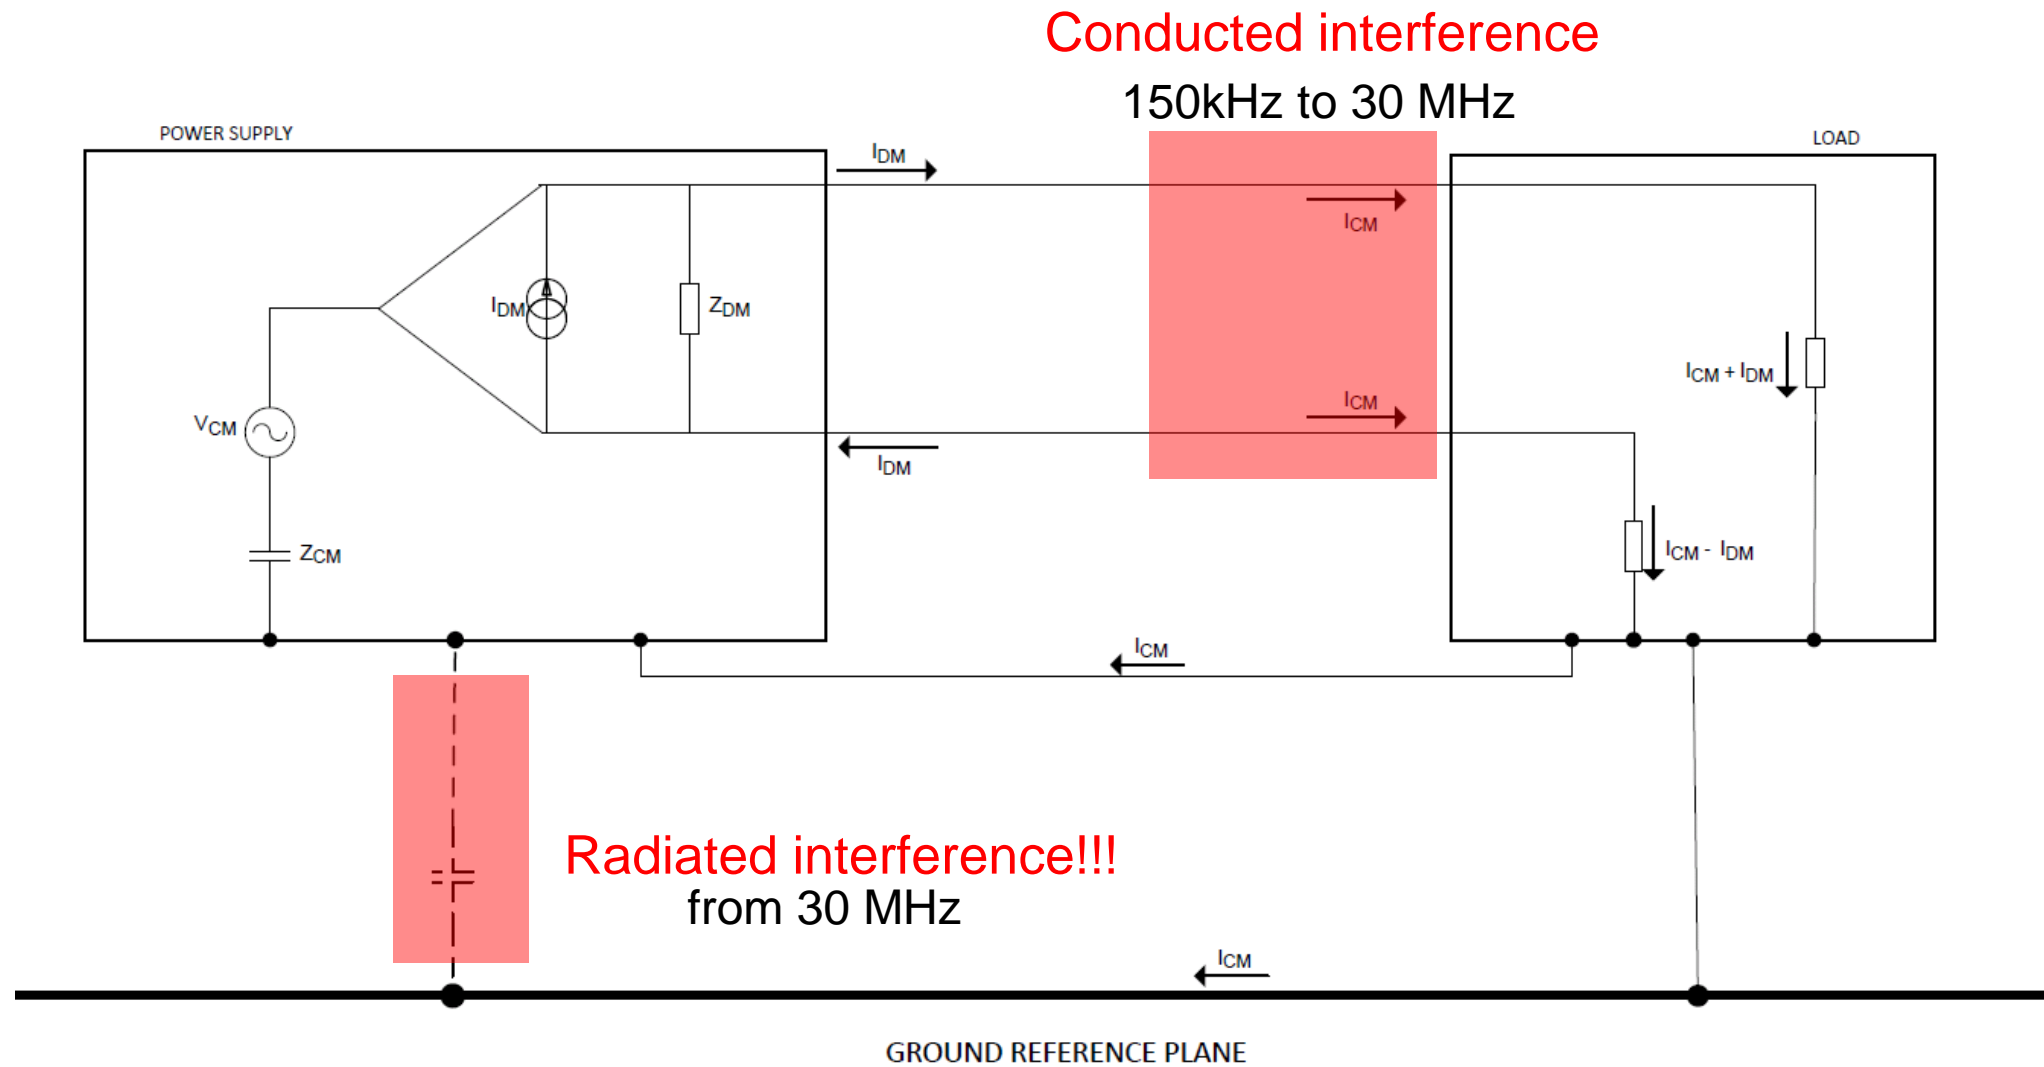 Conducted interference
150kHz to 30 MHz
POWER SUPPLY
LOAD
IDM
ICM
IDM
ZDM
ICM + IDM
VCM
ICM
IDM
ZCM
ICM - IDM
ICM
Radiated interference!!!
from 30 MHz
ICM
GROUND REFERENCE PLANE